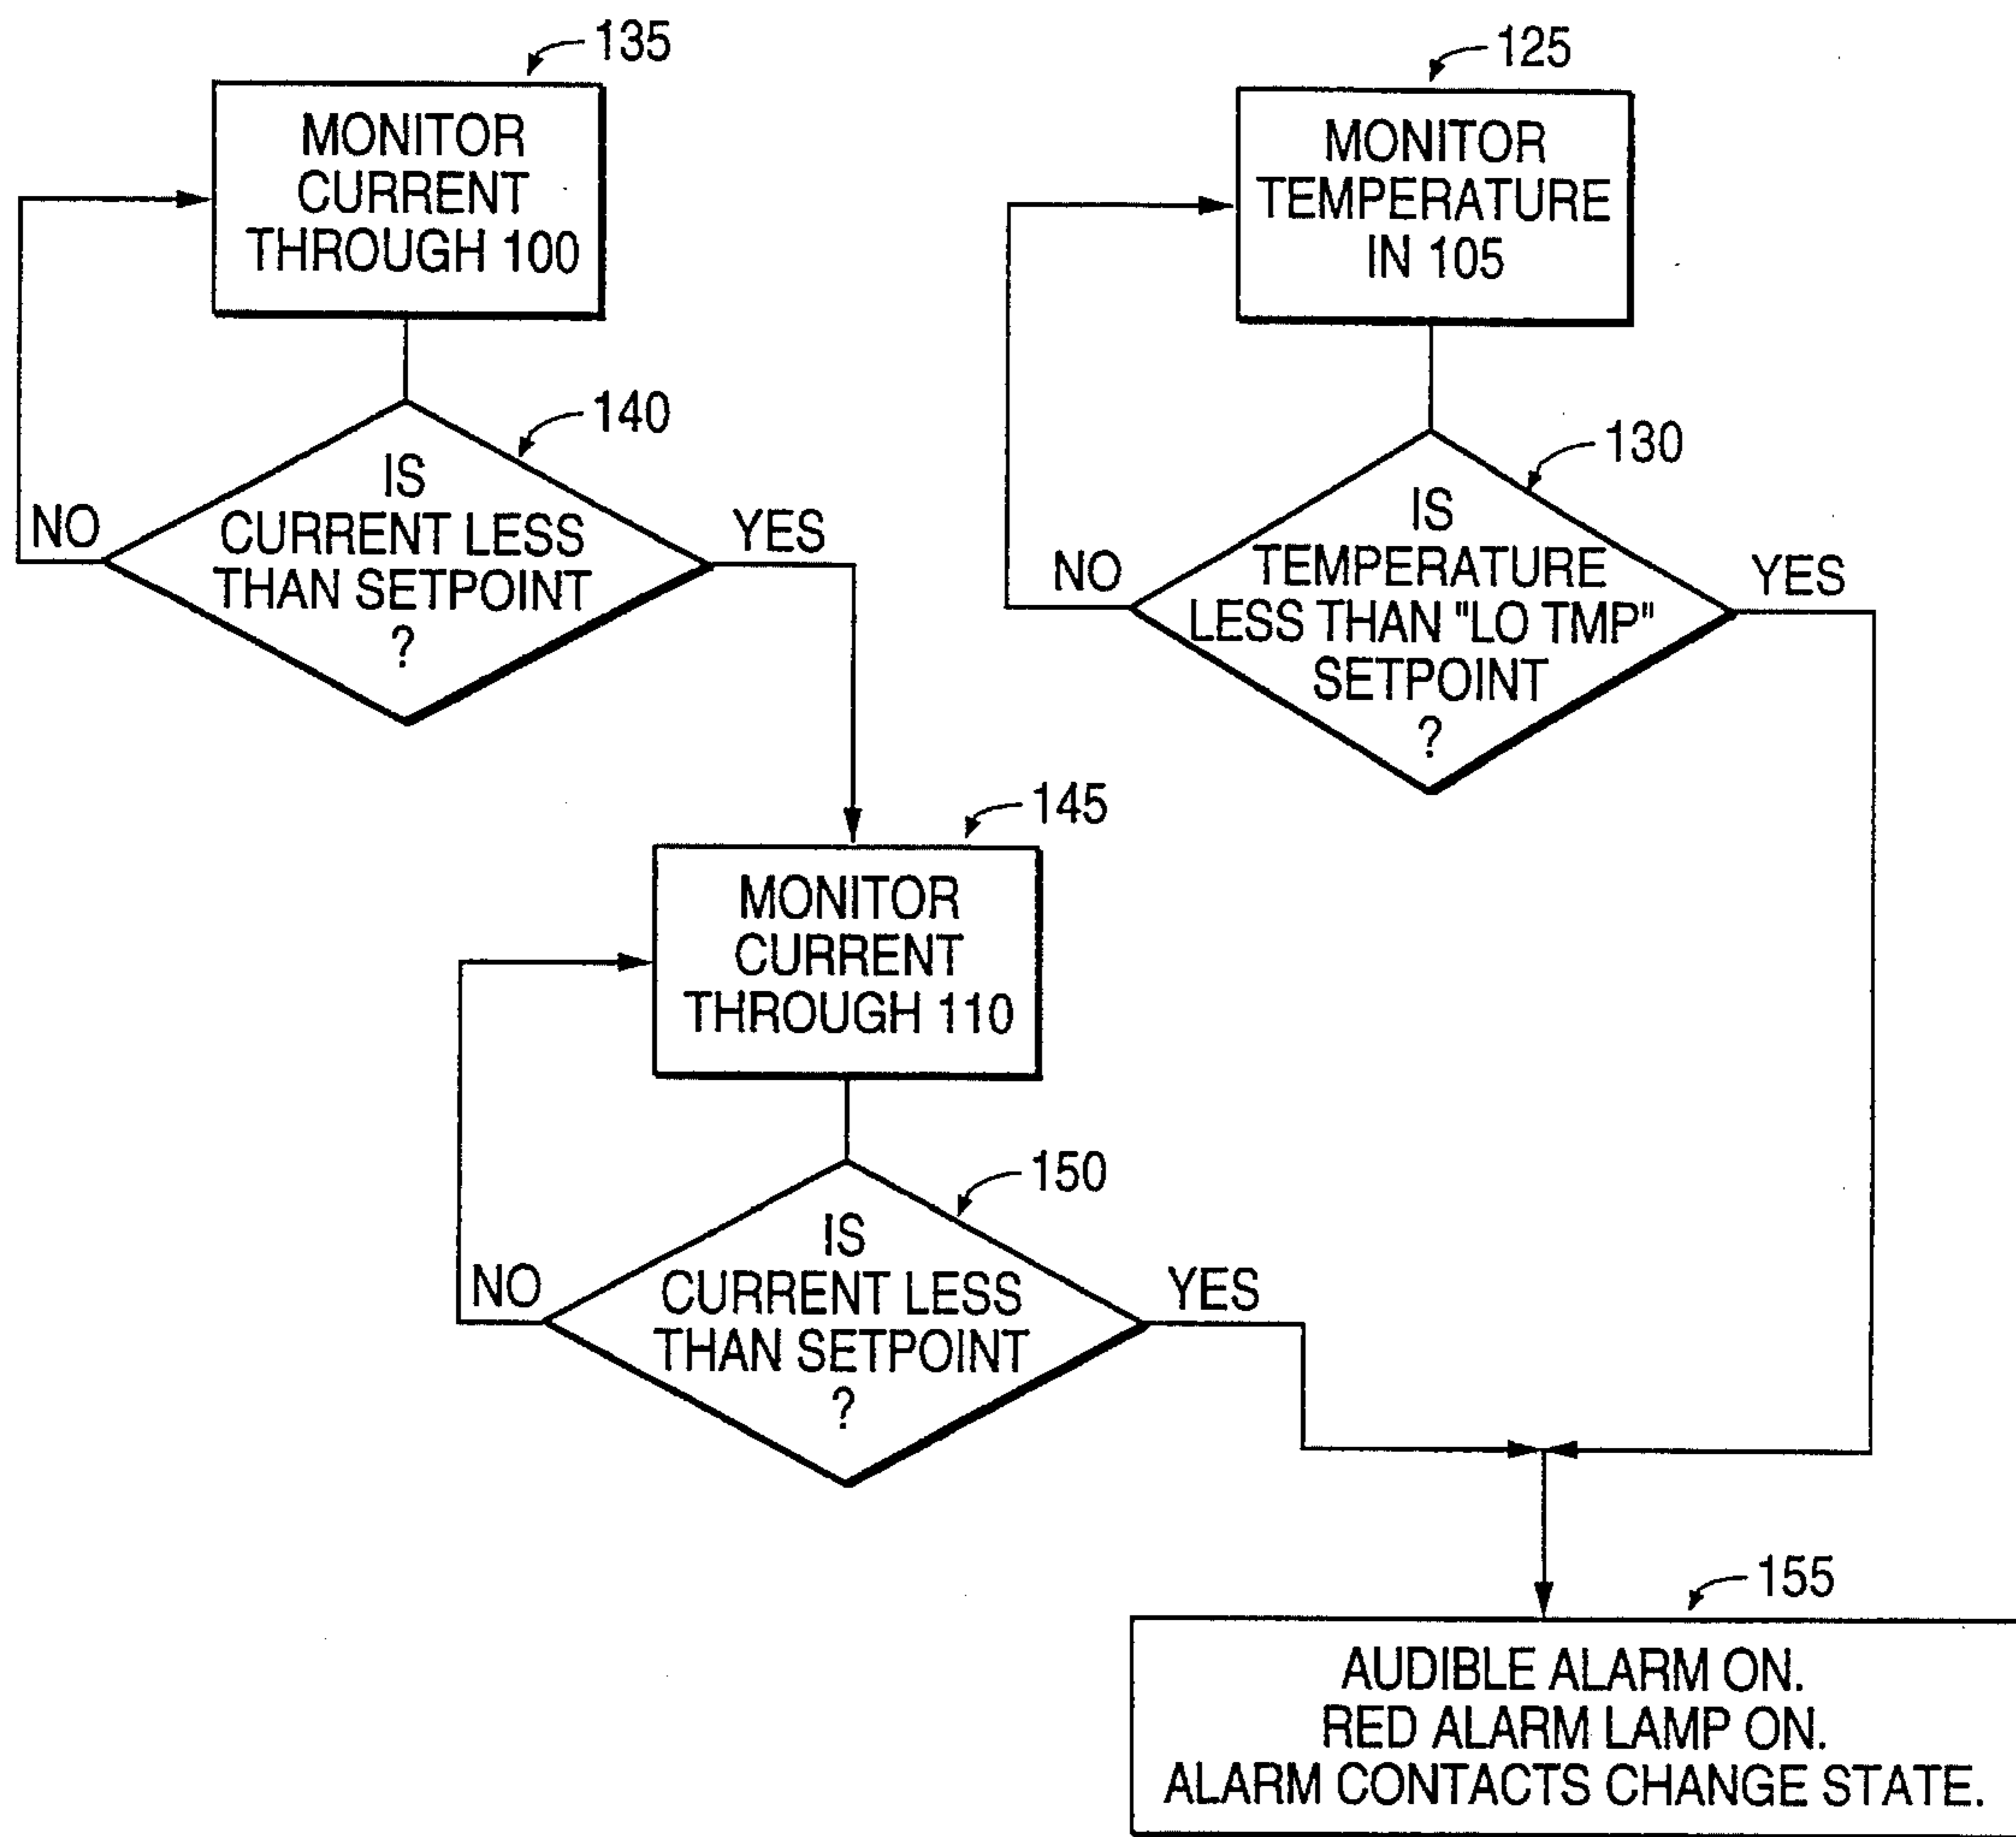 135
MONITOR
CURRENT
THROUGH 100
140
IS
CURRENT LESS
THAN SETPOINT
?
NO
YES
125
MONITOR
TEMPERATURE
IN 105
130
IS
TEMPERATURE
LESS THAN "LO TMP"
SETPOINT
?
NO
YES
145
MONITOR
CURRENT
THROUGH 110
150
IS
CURRENT LESS
THAN SETPOINT
?
NO
YES
155
AUDIBLE ALARM ON.
RED ALARM LAMP ON.
ALARM CONTACTS CHANGE STATE.